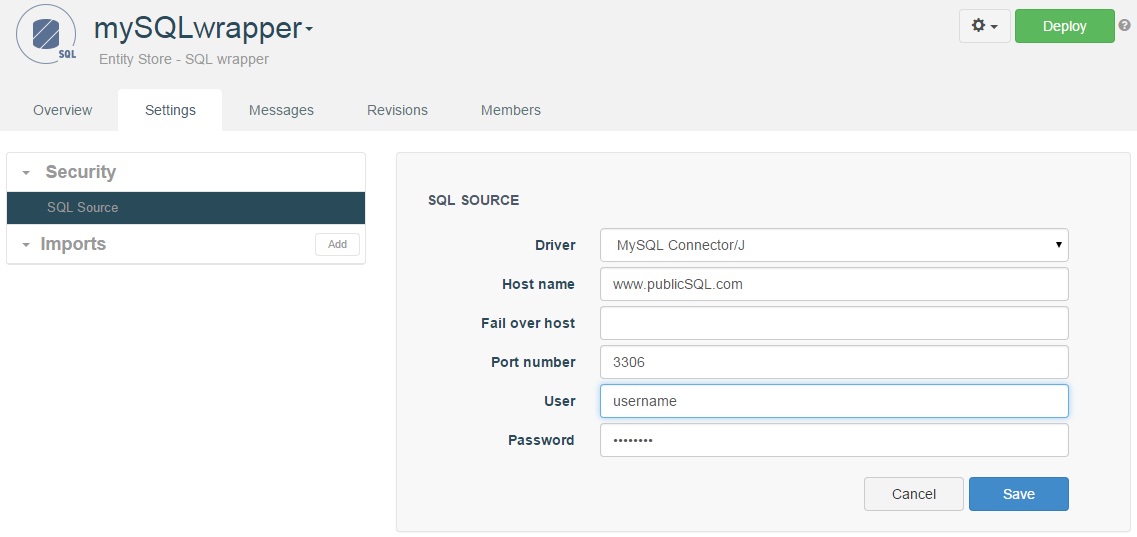 SQL
mySQLwrapper
Entity Store - SQL wrapper
Deploy
?
Overview
Settings
Messages
Revisions
Members
Security
SQL Source
Imports
Add
SQL SOURCE
Driver
MySQL Connector/J
Host name
www.publicSQL.com
Fail over host
Port number
3306
User
username
Password
••••••••
Cancel
Save